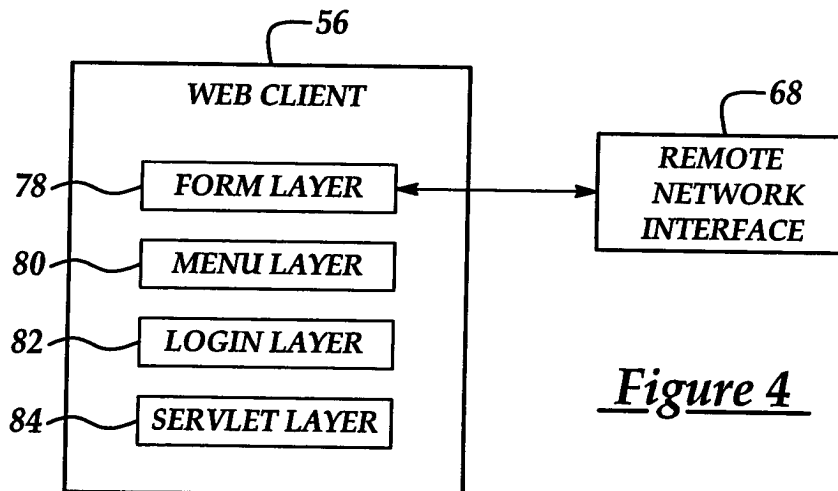 56
WEB CLIENT
68
78
FORM LAYER
REMOTE
NETWORK
INTERFACE
80
MENU LAYER
82
LOGIN LAYER
84
SERVLET LAYER
Figure 4